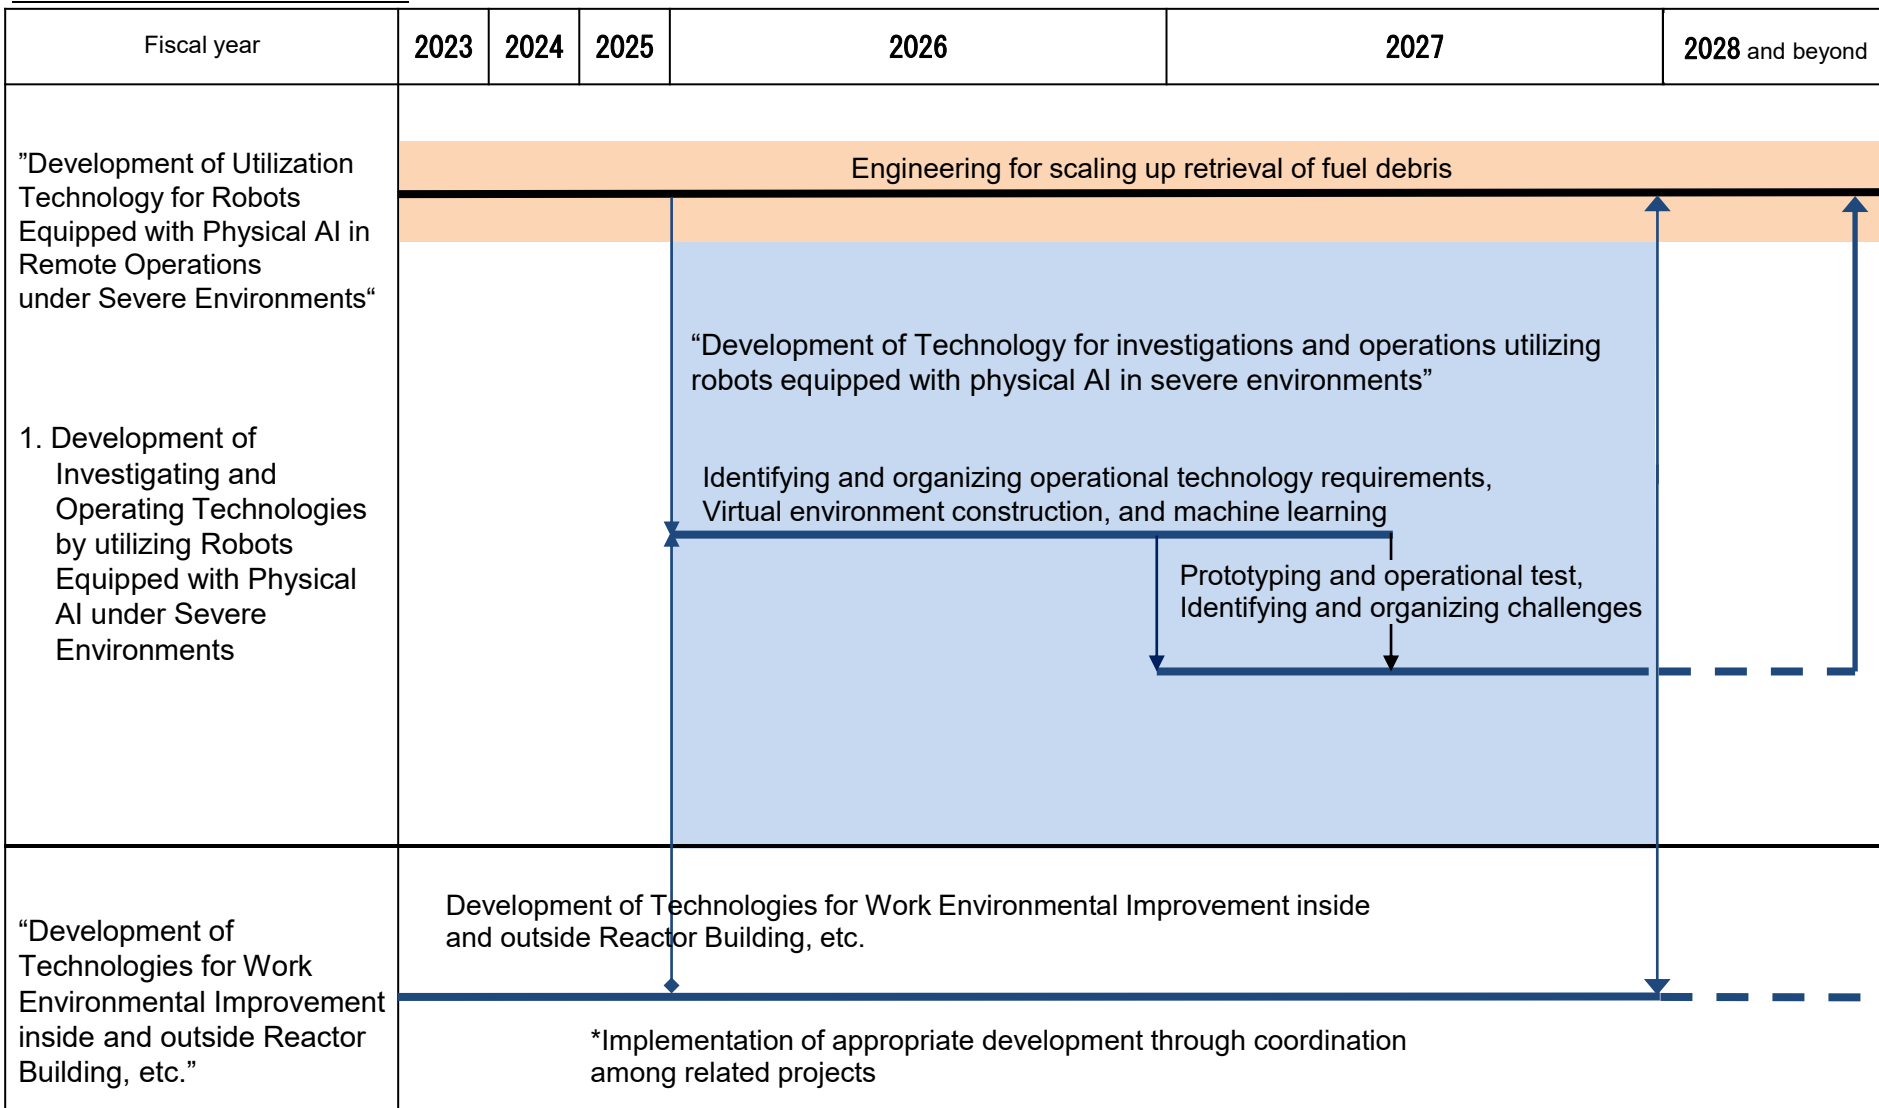 Fiscal year
2023
2024
2025
2026
2027
2028 and beyond
”Development of Utilization
Technology for Robots
Equipped with Physical AI in
Remote Operations
under Severe Environments“
1. Development of
Investigating and
Operating Technologies
by utilizing Robots
Equipped with Physical
AI under Severe
Environments
Engineering for scaling up retrieval of fuel debris
“Development of Technology for investigations and operations utilizing
robots equipped with physical AI in severe environments”
Identifying and organizing operational technology requirements,
Virtual environment construction, and machine learning
Prototyping and operational test,
Identifying and organizing challenges
“Development of
Technologies for Work
Environmental Improvement
inside and outside Reactor
Building, etc.”
Development of Technologies for Work Environmental Improvement inside
and outside Reactor Building, etc.
*Implementation of appropriate development through coordination
among related projects